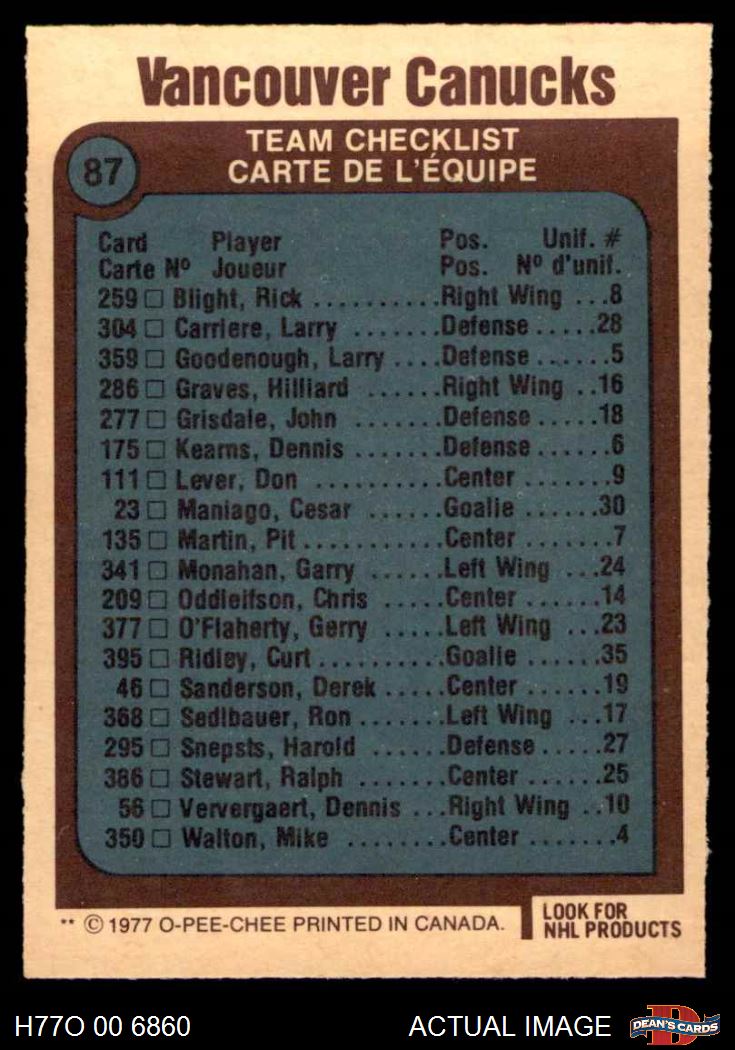 Vancouver Canucks
87
TEAM CHECKLIST
CARTE DE L'ÉQUIPE
Card Player Pos. Unif. #
Carte Nº Joueur Pos. Nº d'unif.
259 □ Blight, Rick ..........Right Wing ...8
304 □ Carriere, Larry .......Defense .....28
359 □ Goodenough, Larry ....Defense ......5
286 □ Graves, Hilliard ......Right Wing ..16
277 □ Grisdale, John .......Defense .....18
175 □ Kearns, Dennis .......Defense ......6
111 □ Lever, Don ..........Center .......9
23 □ Maniago, Cesar ......Goalie .....30
135 □ Martin, Pit ..........Center .......7
341 □ Monahan, Garry ......Left Wing ...24
209 □ Oddleifson, Chris .....Center ......14
377 □ O'Flaherty, Gerry .....Left Wing ...23
395 □ Ridley, Curt ..........Goalie ......35
46 □ Sanderson, Derek .....Center ......19
368 □ Sedlbauer, Ron .......Left Wing ...17
295 □ Snepsts, Harold ......Defense .....27
386 □ Stewart, Ralph .......Center ......25
56 □ Ververgaert, Dennis ...Right Wing ..10
350 □ Walton, Mike ........Center .......4
** © 1977 O-PEE-CHEE PRINTED IN CANADA.
LOOK FOR
NHL PRODUCTS
H77O 00 6860
ACTUAL IMAGE
D
DEAN'S CARDS